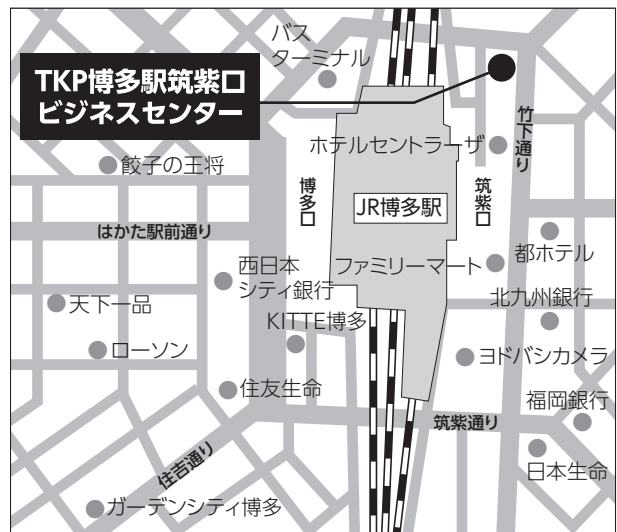 バス
ターミナル
TKP博多駅筑紫口
ビジネスセンター
竹下通り
ホテルセントラーザ
餃子の王将
博多口
筑紫口
JR博多駅
はかた駅前通り
都ホテル
西日本
シティ銀行
ファミリーマート
北九州銀行
天下一品
KITTE博多
ローソン
ヨドバシカメラ
住友生命
福岡銀行
筑紫通り
住吉通り
日本生命
ガーデンシティ博多